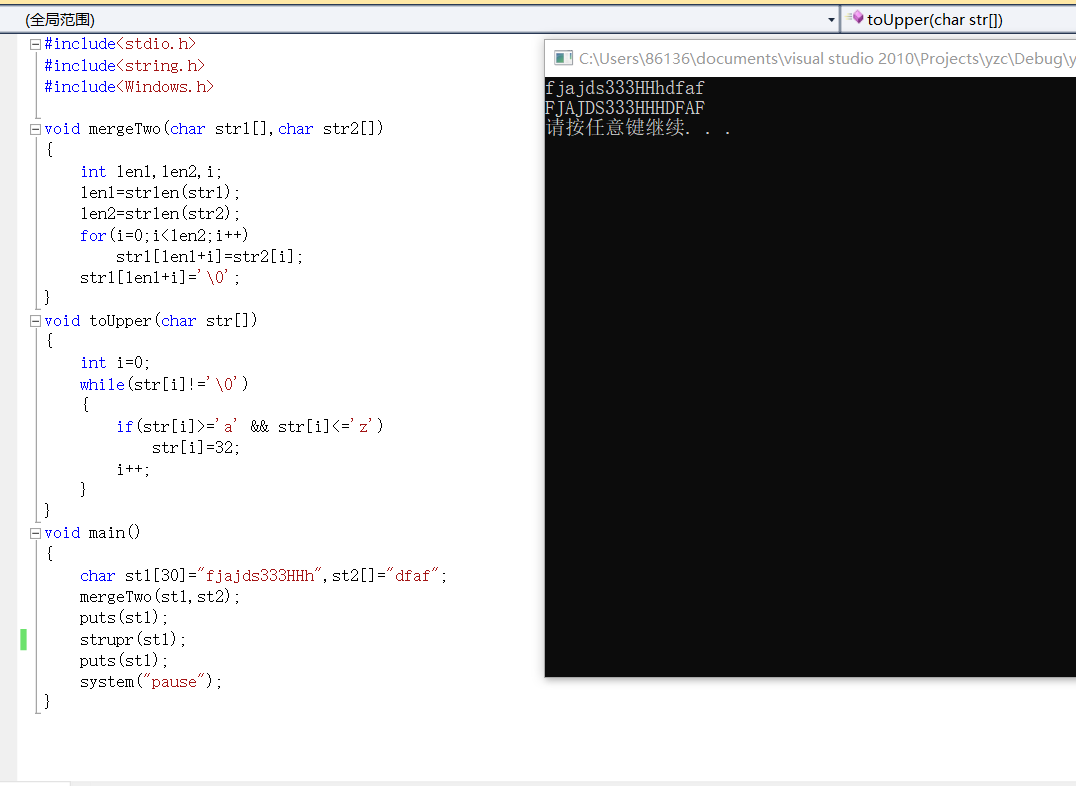 (全局范围)
toUpper(char str[])
#include<stdio.h>
#include<string.h>
#include<Windows.h>
void mergeTwo(char str1[],char str2[])
{
int len1,len2,i;
len1=strlen(str1);
len2=strlen(str2);
for(i=0;i<len2;i++)
str1[len1+i]=str2[i];
str1[len1+i]='\0';
}
void toUpper(char str[])
{
int i=0;
while(str[i]!='\0')
{
if(str[i]>='a' && str[i]<='z')
str[i]=32;
i++;
}
}
void main()
{
char st1[30]="fjajds333HHh",st2[]="dfaf";
mergeTwo(st1,st2);
puts(st1);
strupr(st1);
puts(st1);
system("pause");
}
C:\Users\86136\documents\visual studio 2010\Projects\yzc\Debug\y
fjajds333HHhdfaf
FJAJDS333HHHDFAF
请按任意键继续. . .